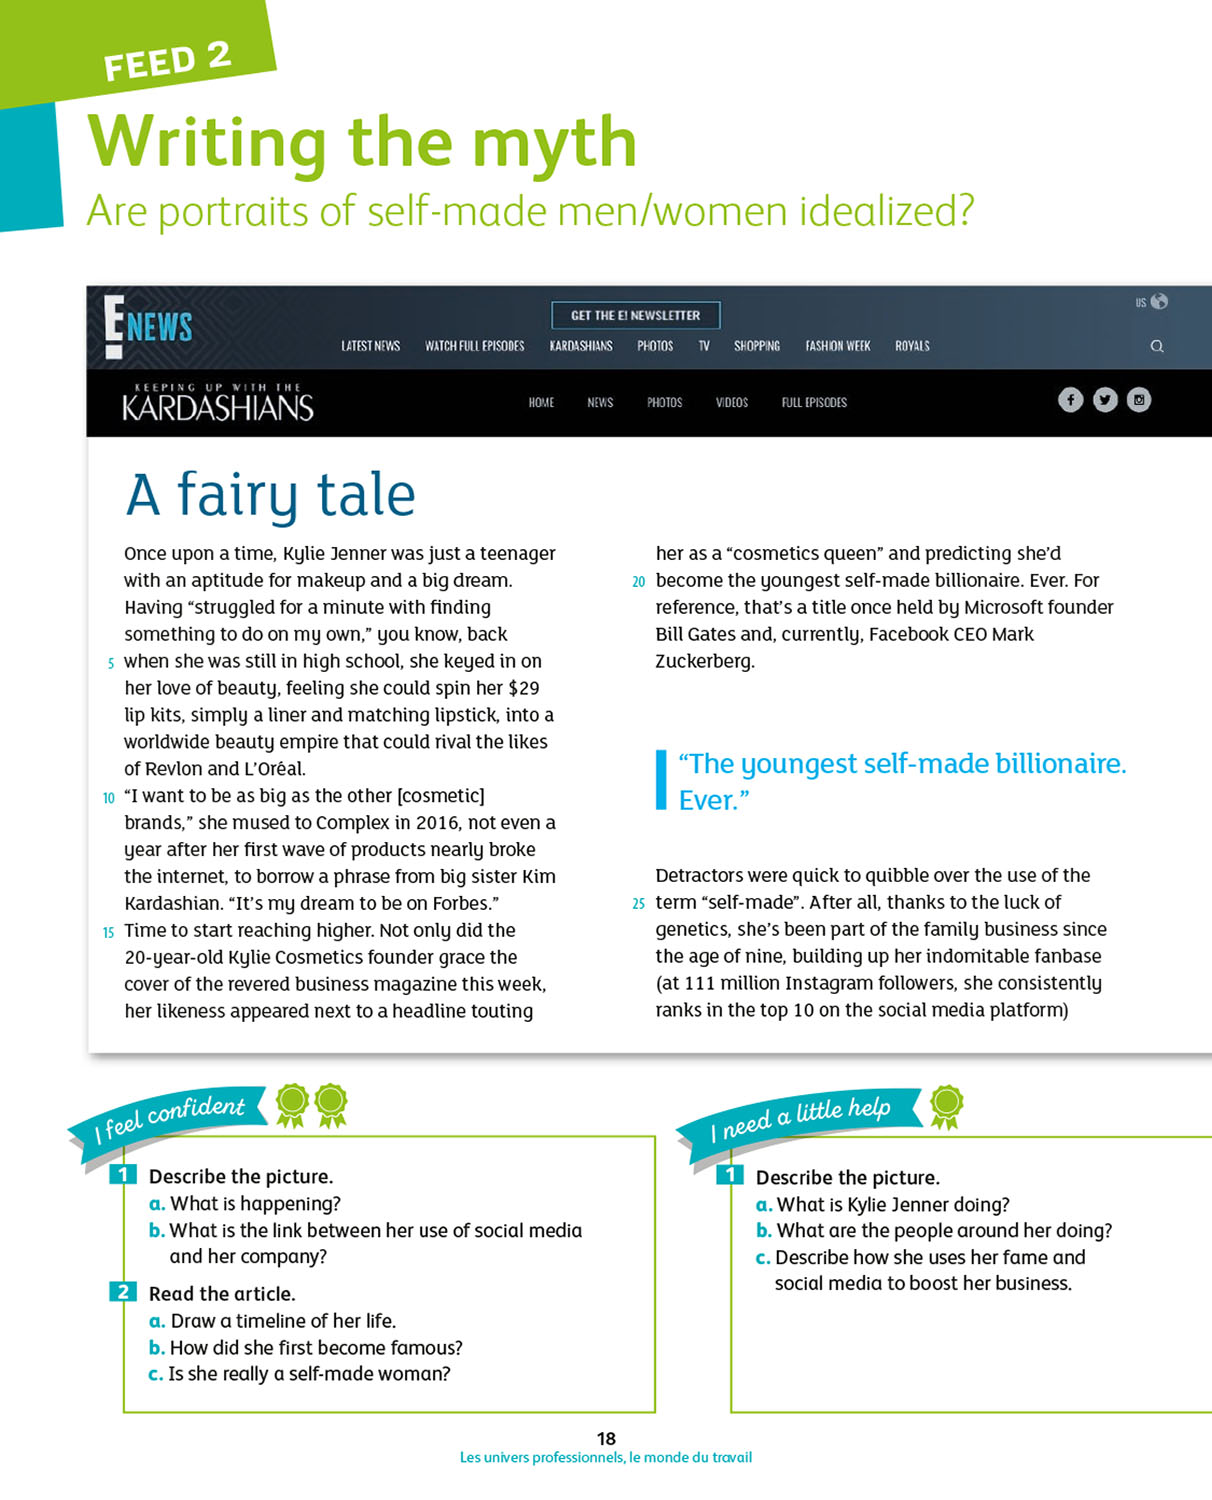 FEED 2
Writing the myth
Are portraits of self-made men/women idealized?
E!NEWS
GET THE E! NEWSLETTER
US
LATEST NEWS WATCH FULL EPISODES KARDASHIANS PHOTOS TV SHOPPING FASHION WEEK ROYALS
KEEPING UP WITH THE
KARDASHIANS
HOME NEWS PHOTOS VIDEOS FULL EPISODES
A fairy tale
Once upon a time, Kylie Jenner was just a teenager
with an aptitude for makeup and a big dream.
Having “struggled for a minute with finding
something to do on my own,” you know, back
5 when she was still in high school, she keyed in on
her love of beauty, feeling she could spin her $29
lip kits, simply a liner and matching lipstick, into a
worldwide beauty empire that could rival the likes
of Revlon and L’Oréal.
10 “I want to be as big as the other [cosmetic]
brands,” she mused to Complex in 2016, not even a
year after her first wave of products nearly broke
the internet, to borrow a phrase from big sister Kim
Kardashian. “It’s my dream to be on Forbes.”
15 Time to start reaching higher. Not only did the
20-year-old Kylie Cosmetics founder grace the
cover of the revered business magazine this week,
her likeness appeared next to a headline touting
her as a “cosmetics queen” and predicting she’d
20 become the youngest self-made billionaire. Ever. For
reference, that’s a title once held by Microsoft founder
Bill Gates and, currently, Facebook CEO Mark
Zuckerberg.
“The youngest self-made billionaire.
Ever.”
Detractors were quick to quibble over the use of the
25 term “self-made”. After all, thanks to the luck of
genetics, she’s been part of the family business since
the age of nine, building up her indomitable fanbase
(at 111 million Instagram followers, she consistently
ranks in the top 10 on the social media platform)
I feel confident
1 Describe the picture.
a. What is happening?
b. What is the link between her use of social media
and her company?
2 Read the article.
a. Draw a timeline of her life.
b. How did she first become famous?
c. Is she really a self-made woman?
I need a little help
1 Describe the picture.
a. What is Kylie Jenner doing?
b. What are the people around her doing?
c. Describe how she uses her fame and
social media to boost her business.
18
Les univers professionnels, le monde du travail